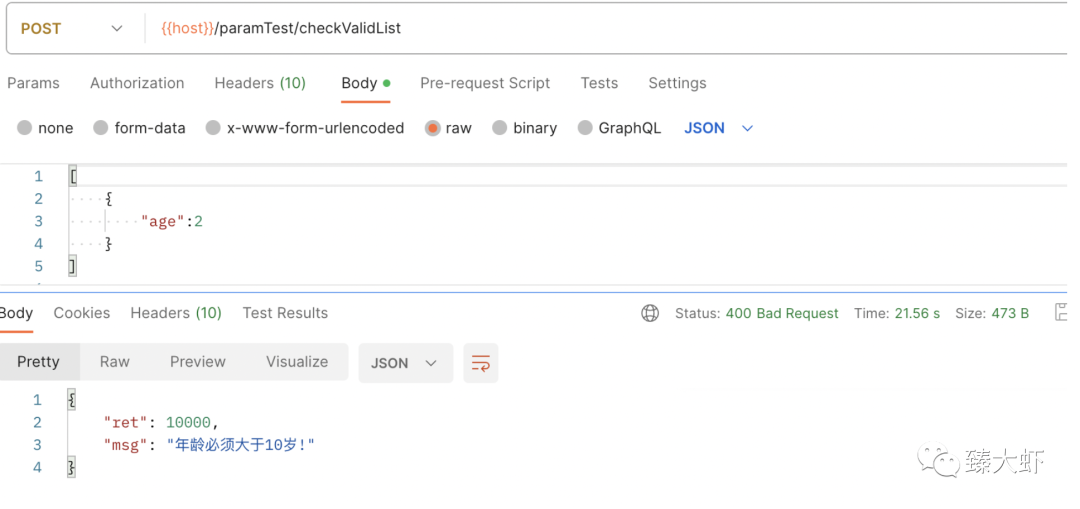 POST {{host}}/paramTest/checkValidList
Params Authorization Headers (10) Body Pre-request Script Tests Settings
none form-data x-www-form-urlencoded raw binary GraphQL JSON
1 [
2 {
3 "age":2
4 }
5 ]
Body Cookies Headers (10) Test Results Status: 400 Bad Request Time: 21.56 s Size: 473 B
Pretty Raw Preview Visualize JSON
1 {
2 "ret": 10000,
3 "msg": "年龄必须大于10岁!"
4 }
臻大虾